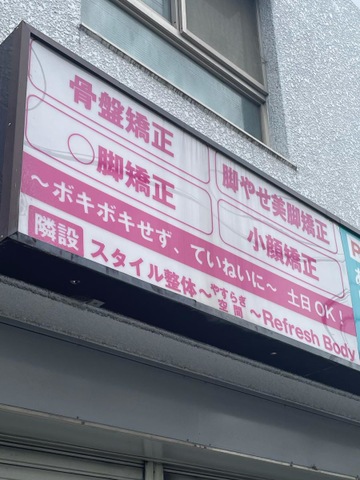 骨盤矯正
脚やせ美脚矯正
○脚矯正
小顔矯正
～ボキボキせず、ていねいに～ 土日OK!
隣設 スタイル整体～やすらぎ空間～Refresh Body